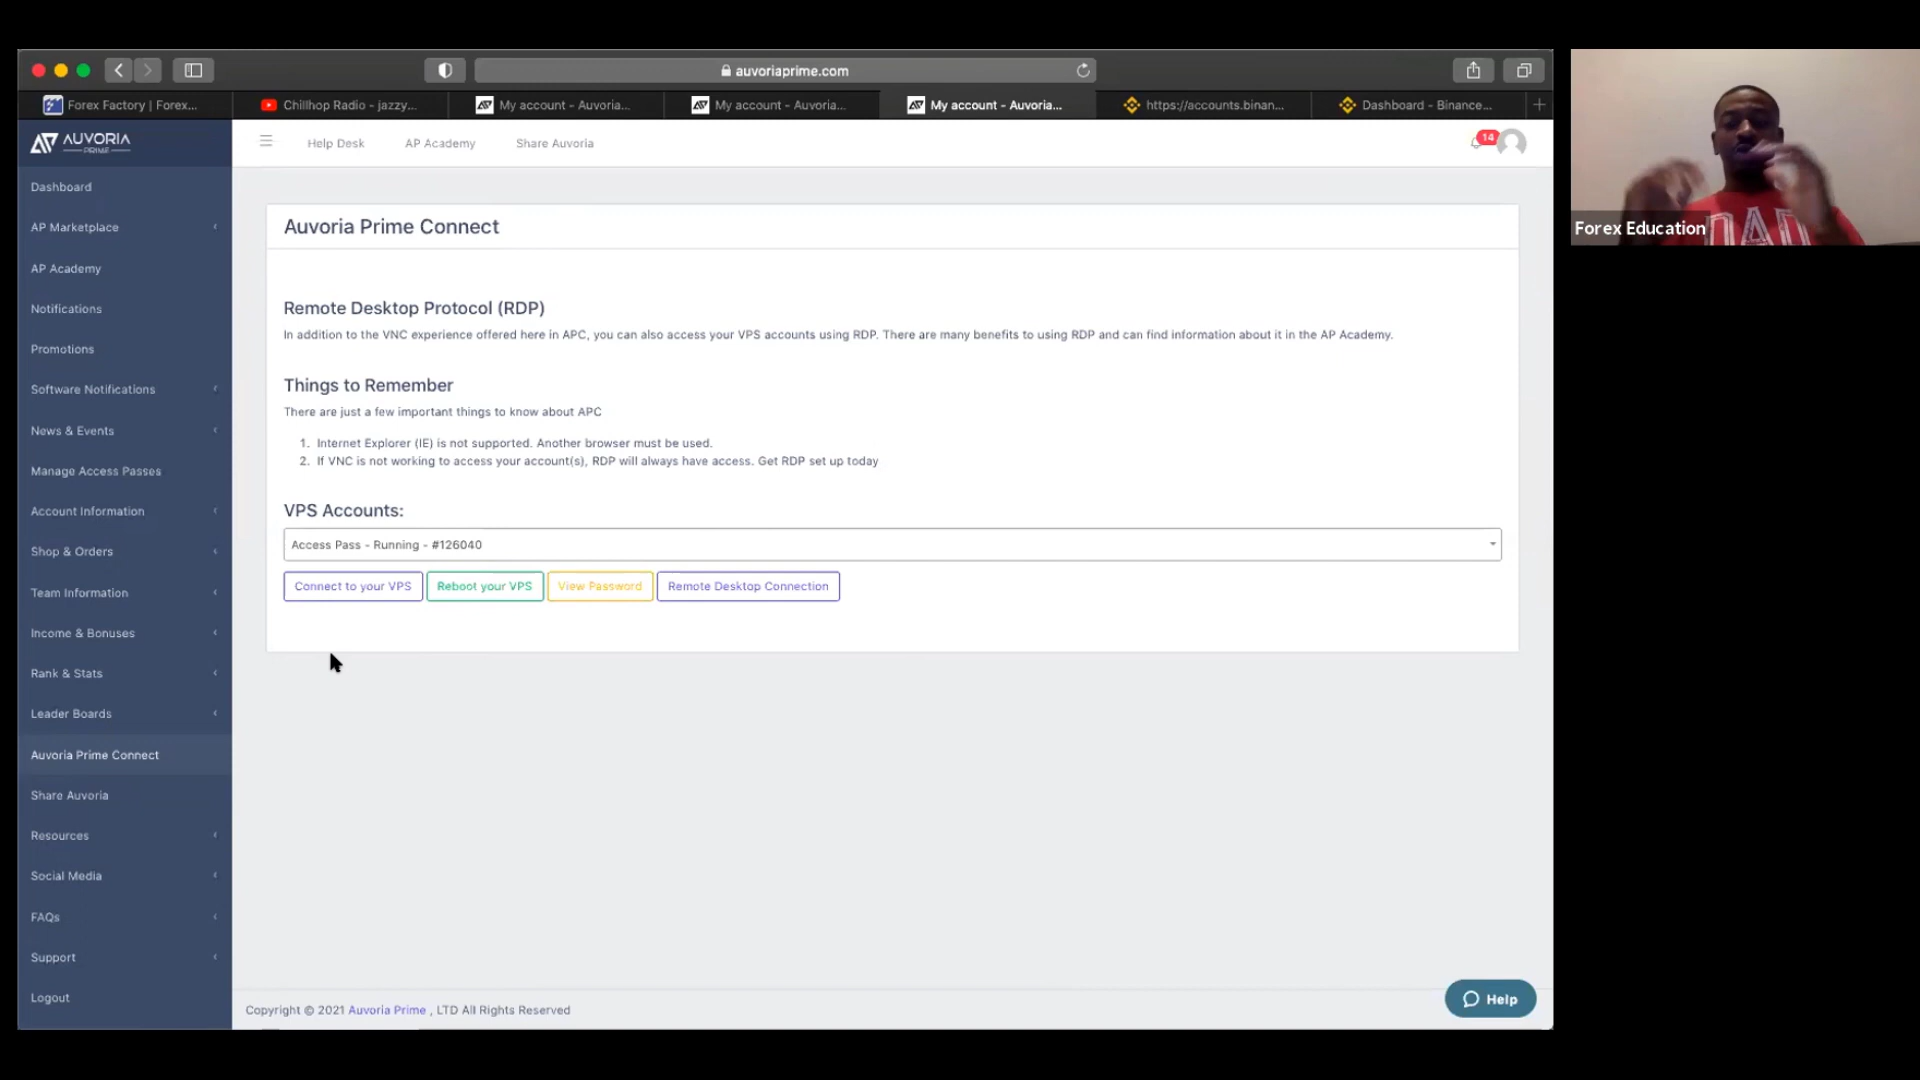 auvoriaprime.com
Forex Factory | Forex...
Chillhop Radio - jazzy...
My account - Auvoria...
My account - Auvoria...
My account - Auvoria...
https://accounts.binan...
Dashboard - Binance...
AUVORIA
PRIME
Help Desk
AP Academy
Share Auvoria
14
Dashboard
AP Marketplace
AP Academy
Notifications
Promotions
Software Notifications
News & Events
Manage Access Passes
Account Information
Shop & Orders
Team Information
Income & Bonuses
Rank & Stats
Leader Boards
Auvoria Prime Connect
Share Auvoria
Resources
Social Media
FAQs
Support
Logout
Auvoria Prime Connect
Remote Desktop Protocol (RDP)
In addition to the VNC experience offered here in APC, you can also access your VPS accounts using RDP. There are many benefits to using RDP and can find information about it in the AP Academy.
Things to Remember
There are just a few important things to know about APC
1. Internet Explorer (IE) is not supported. Another browser must be used.
2. If VNC is not working to access your account(s), RDP will always have access. Get RDP set up today
VPS Accounts:
Access Pass - Running - #126040
Connect to your VPS
Reboot your VPS
View Password
Remote Desktop Connection
Copyright © 2021 Auvoria Prime , LTD All Rights Reserved
Help
Forex Education
DAD